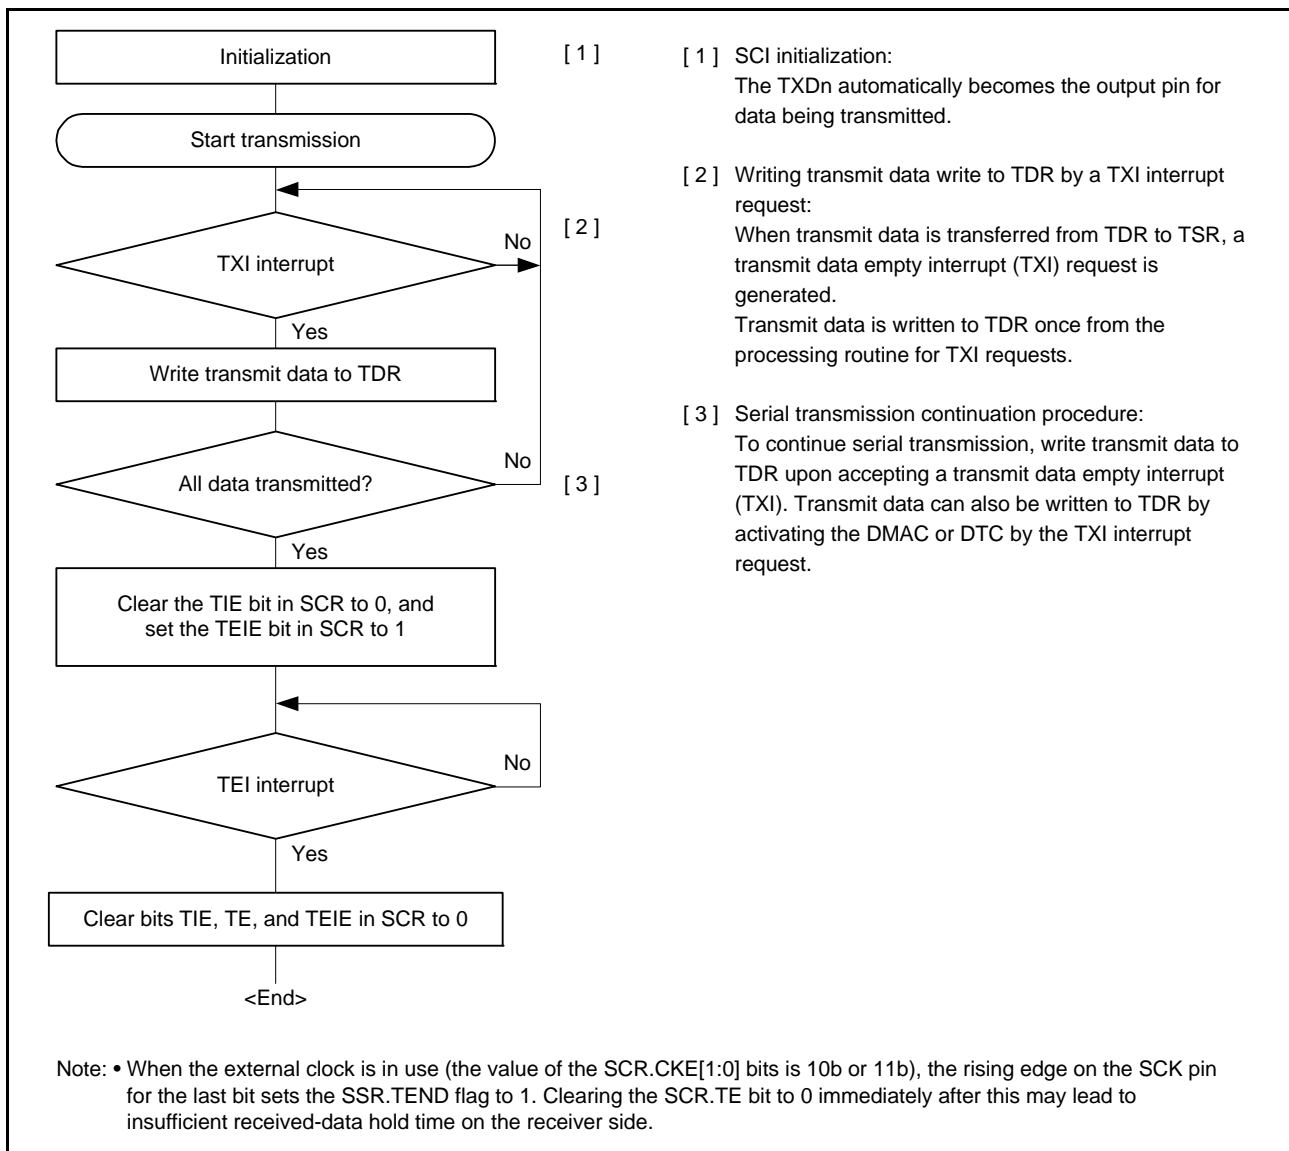 Initialization
[ 1 ]
Start transmission
[ 2 ]
No
TXI interrupt
Yes
Write transmit data to TDR
No
All data transmitted?
[ 3 ]
Yes
Clear the TIE bit in SCR to 0, and
set the TEIE bit in SCR to 1
No
TEI interrupt
Yes
Clear bits TIE, TE, and TEIE in SCR to 0
<End>
[ 1 ] SCI initialization:
The TXDn automatically becomes the output pin for
data being transmitted.
[ 2 ] Writing transmit data write to TDR by a TXI interrupt
request:
When transmit data is transferred from TDR to TSR, a
transmit data empty interrupt (TXI) request is
generated.
Transmit data is written to TDR once from the
processing routine for TXI requests.
[ 3 ] Serial transmission continuation procedure:
To continue serial transmission, write transmit data to
TDR upon accepting a transmit data empty interrupt
(TXI). Transmit data can also be written to TDR by
activating the DMAC or DTC by the TXI interrupt
request.
Note: • When the external clock is in use (the value of the SCR.CKE[1:0] bits is 10b or 11b), the rising edge on the SCK pin
for the last bit sets the SSR.TEND flag to 1. Clearing the SCR.TE bit to 0 immediately after this may lead to
insufficient received-data hold time on the receiver side.